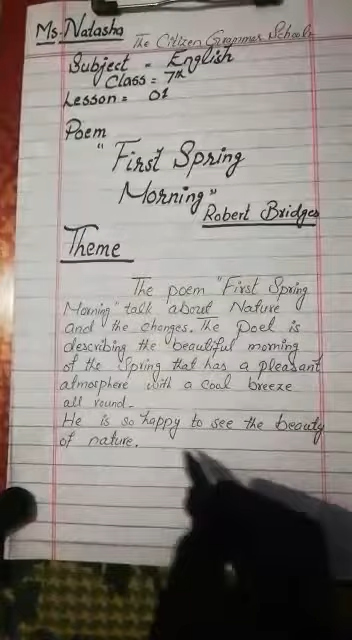 Ms. Natasha The Citizen Grammar School
Subject - English
Class = 7th
Lesson = 01
Poem
"First Spring
Morning"
Robert Bridges
Theme
The poem "First Spring
Morning" talk about Nature
and the changes. The Poet is
describing the beautiful morning
of the Spring that has a pleasant
atmosphere with a cool breeze
all round.
He is so happy to see the beauty
of nature.